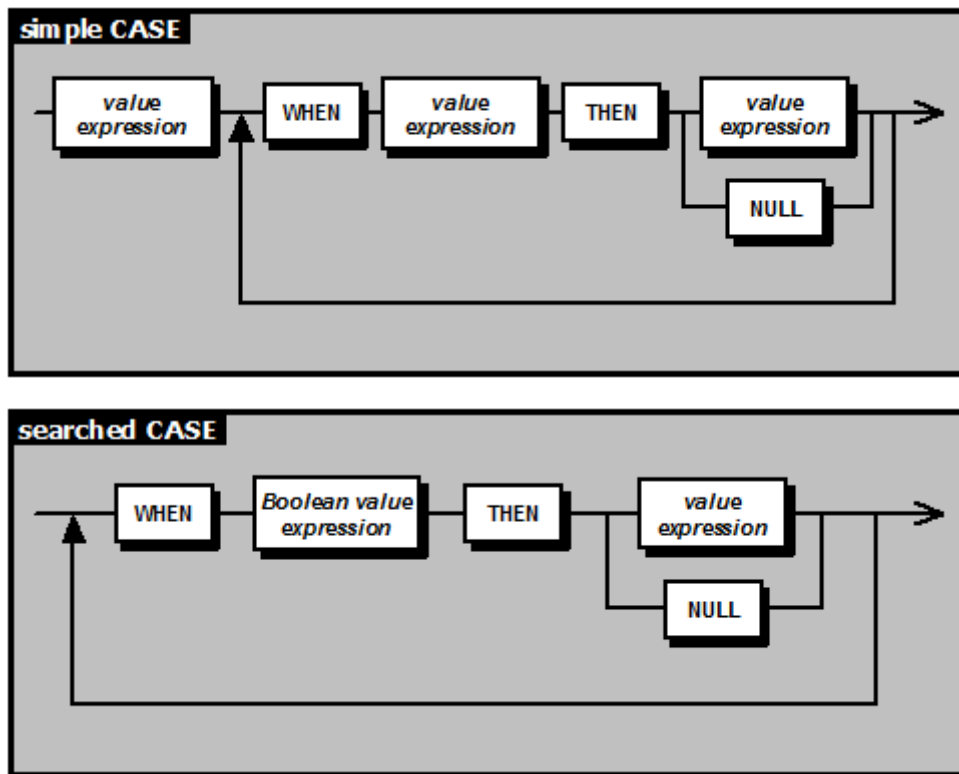 simple CASE
value
expression
WHEN
value
expression
THEN
value
expression
NULL
searched CASE
WHEN
Boolean value
expression
THEN
value
expression
NULL